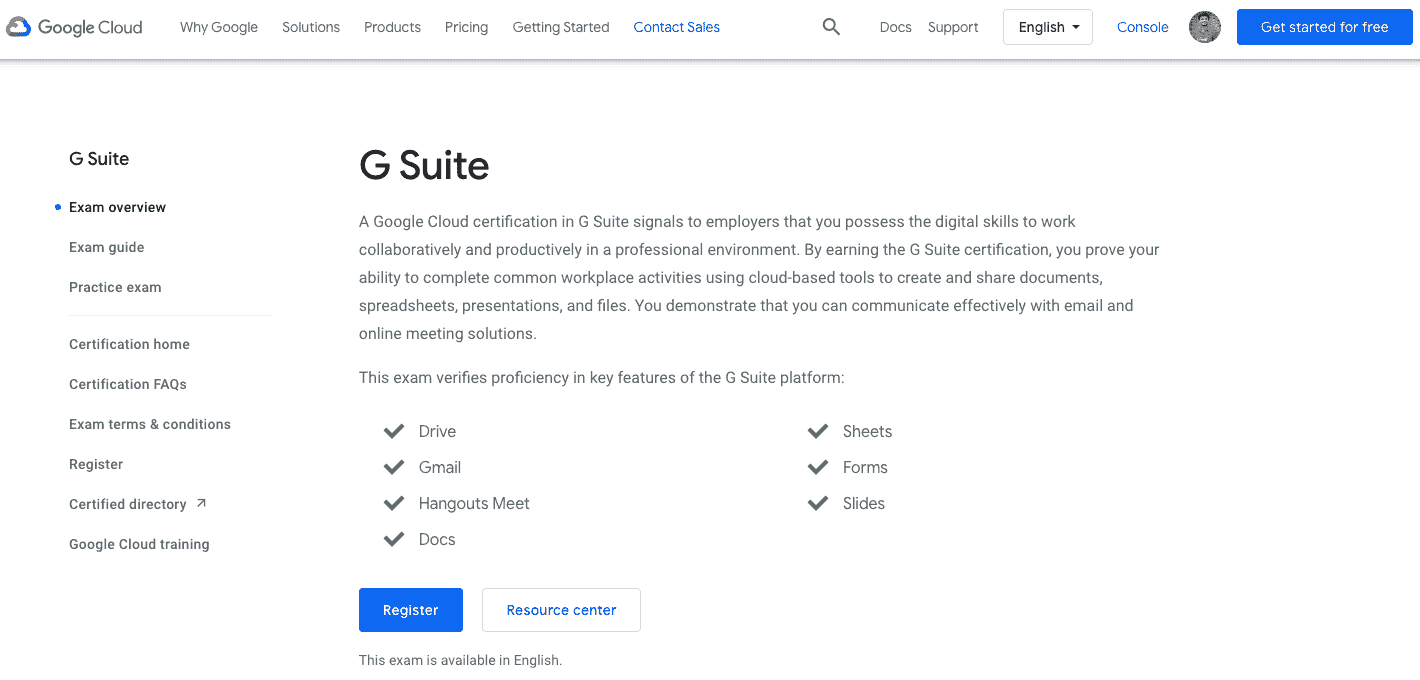 Google Cloud Why Google Solutions Products Pricing Getting Started Contact Sales Docs Support English Console Get started for free
G Suite
Exam overview
Exam guide
Practice exam
Certification home
Certification FAQs
Exam terms & conditions
Register
Certified directory
Google Cloud training
G Suite
A Google Cloud certification in G Suite signals to employers that you possess the digital skills to work
collaboratively and productively in a professional environment. By earning the G Suite certification, you prove your
ability to complete common workplace activities using cloud-based tools to create and share documents,
spreadsheets, presentations, and files. You demonstrate that you can communicate effectively with email and
online meeting solutions.
This exam verifies proficiency in key features of the G Suite platform:
Drive
Gmail
Hangouts Meet
Docs
Sheets
Forms
Slides
Register Resource center
This exam is available in English.